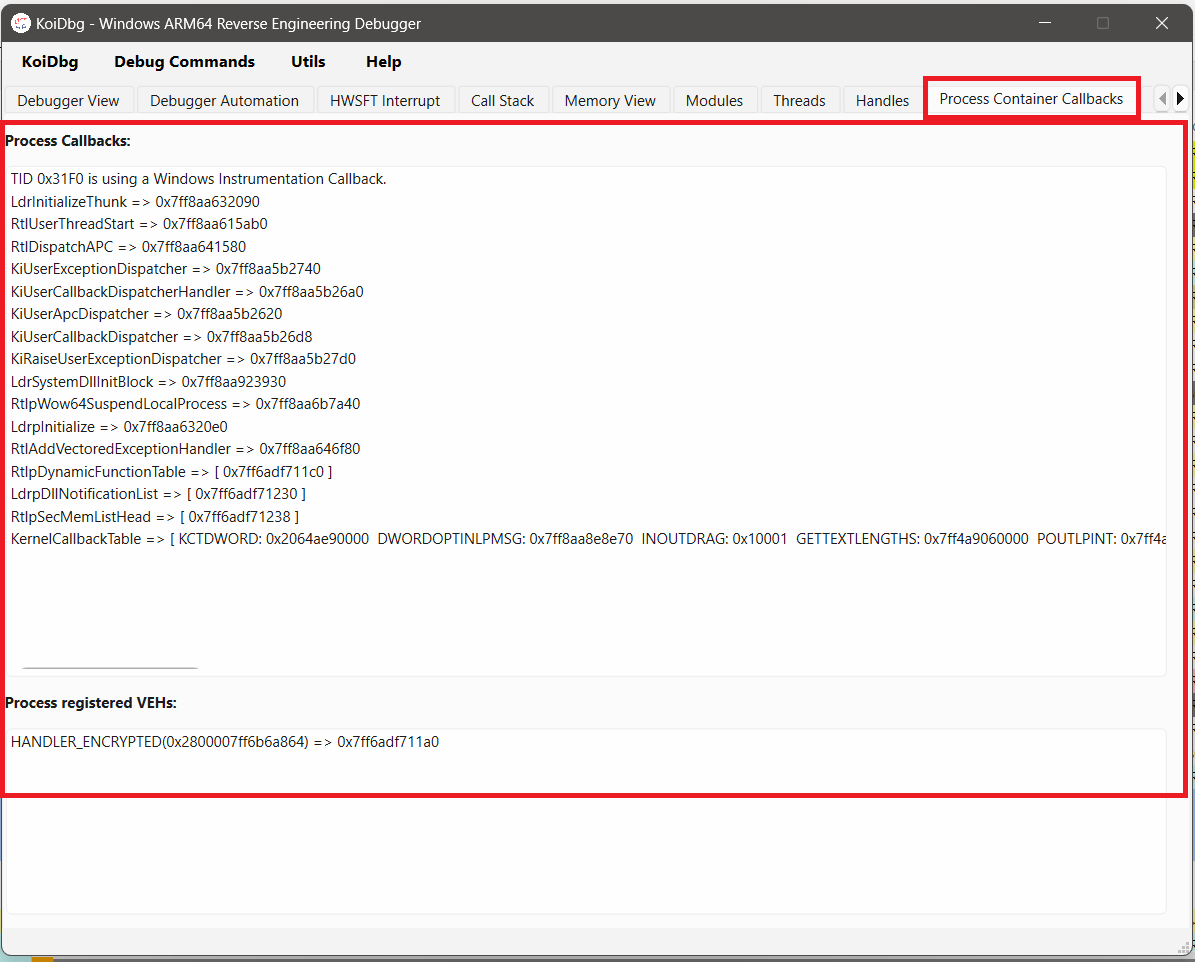 KoiDbg - Windows ARM64 Reverse Engineering Debugger
KoiDbg Debug Commands Utils Help
Debugger View Debugger Automation HWSFT Interrupt Call Stack Memory View Modules Threads Handles Process Container Callbacks
Process Callbacks:
TID 0x31F0 is using a Windows Instrumentation Callback.
LdrInitializeThunk => 0x7ff8aa632090
RtlUserThreadStart => 0x7ff8aa615ab0
RtlDispatchAPC => 0x7ff8aa641580
KiUserExceptionDispatcher => 0x7ff8aa5b2740
KiUserCallbackDispatcherHandler => 0x7ff8aa5b26a0
KiUserApcDispatcher => 0x7ff8aa5b2620
KiUserCallbackDispatcher => 0x7ff8aa5b26d8
KiRaiseUserExceptionDispatcher => 0x7ff8aa5b27d0
LdrSystemDllInitBlock => 0x7ff8aa923930
RtlpWow64SuspendLocalProcess => 0x7ff8aa6b7a40
LdrpInitialize => 0x7ff8aa6320e0
RtlAddVectoredExceptionHandler => 0x7ff8aa646f80
RtlpDynamicFunctionTable => [ 0x7ff6adf711c0 ]
LdrpDllNotificationList => [ 0x7ff6adf71230 ]
RtlpSecMemListHead => [ 0x7ff6adf71238 ]
KernelCallbackTable => [ KCTDWORD: 0x2064ae90000 DWORDOPTINLPMSG: 0x7ff8aa8e8e70 INOUTDRAG: 0x10001 GETTEXTLENGTHS: 0x7ff4a9060000 POUTLPINT: 0x7ff4a
Process registered VEHs:
HANDLER_ENCRYPTED(0x2800007ff6b6a864) => 0x7ff6adf711a0